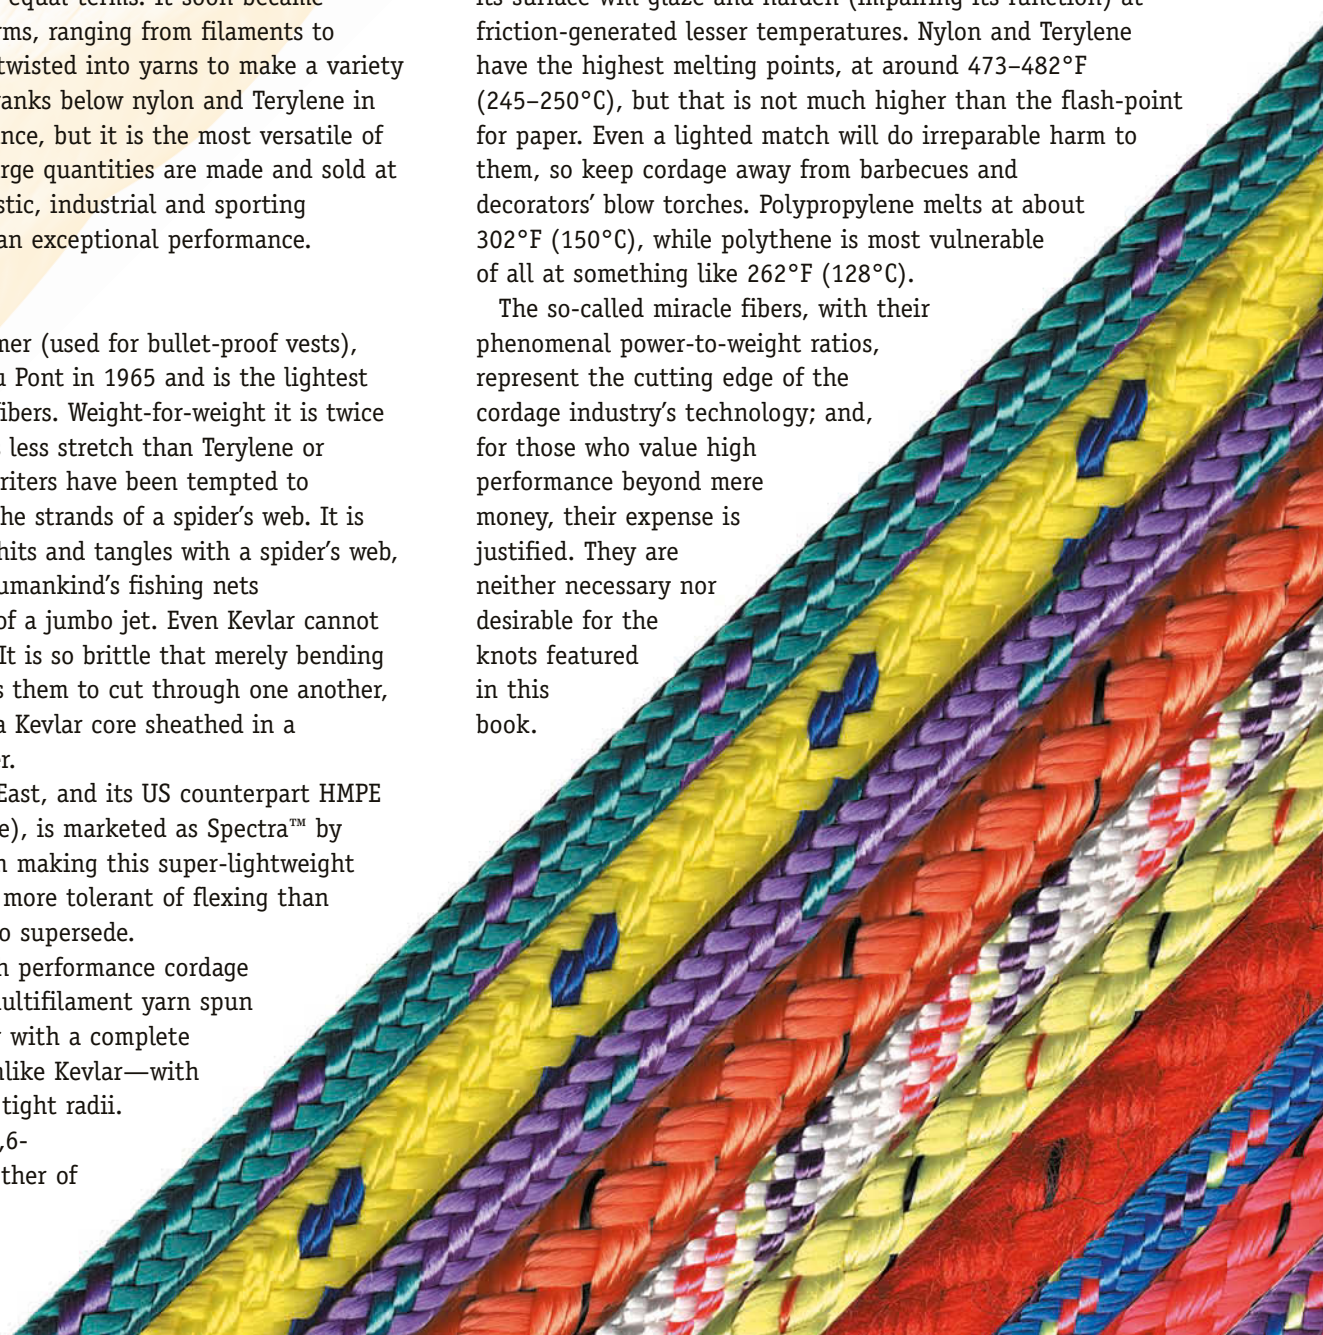 equal terms. It soon became
rms, ranging from filaments to
twisted into yarns to make a variety
ranks below nylon and Terylene in
nce, but it is the most versatile of
rge quantities are made and sold at
stic, industrial and sporting
an exceptional performance.
mer (used for bullet-proof vests),
u Pont in 1965 and is the lightest
fibers. Weight-for-weight it is twice
less stretch than Terylene or
riters have been tempted to
he strands of a spider’s web. It is
hits and tangles with a spider’s web,
umankind’s fishing nets
of a jumbo jet. Even Kevlar cannot
It is so brittle that merely bending
s them to cut through one another,
a Kevlar core sheathed in a
r.
East, and its US counterpart HMPE
e), is marketed as Spectra™ by
n making this super-lightweight
more tolerant of flexing than
o supersede.
n performance cordage
multifilament yarn spun
with a complete
nlike Kevlar—with
tight radii.
,6-
ther of
its surface will glaze and harden (impairing its function) at
friction-generated lesser temperatures. Nylon and Terylene
have the highest melting points, at around 473–482°F
(245–250°C), but that is not much higher than the flash-point
for paper. Even a lighted match will do irreparable harm to
them, so keep cordage away from barbecues and
decorators’ blow torches. Polypropylene melts at about
302°F (150°C), while polythene is most vulnerable
of all at something like 262°F (128°C).
The so-called miracle fibers, with their
phenomenal power-to-weight ratios,
represent the cutting edge of the
cordage industry’s technology; and,
for those who value high
performance beyond mere
money, their expense is
justified. They are
neither necessary nor
desirable for the
knots featured
in this
book.